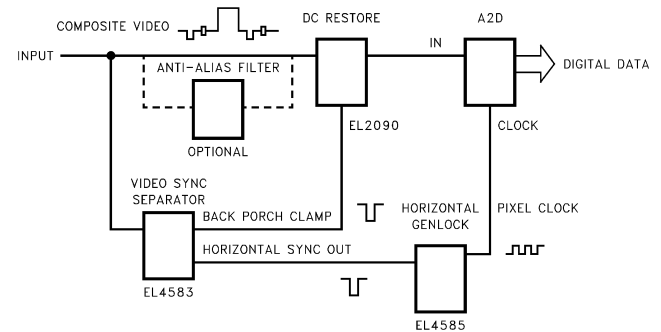 DC RESTORE
A2D
COMPOSITE VIDEO
INPUT
IN
ANTI-ALIAS FILTER
DIGITAL DATA
EL2090
CLOCK
OPTIONAL
VIDEO SYNC
SEPARATOR
BACK PORCH CLAMP
HORIZONTAL
GENLOCK
PIXEL CLOCK
HORIZONTAL SYNC OUT
EL4583
EL4585